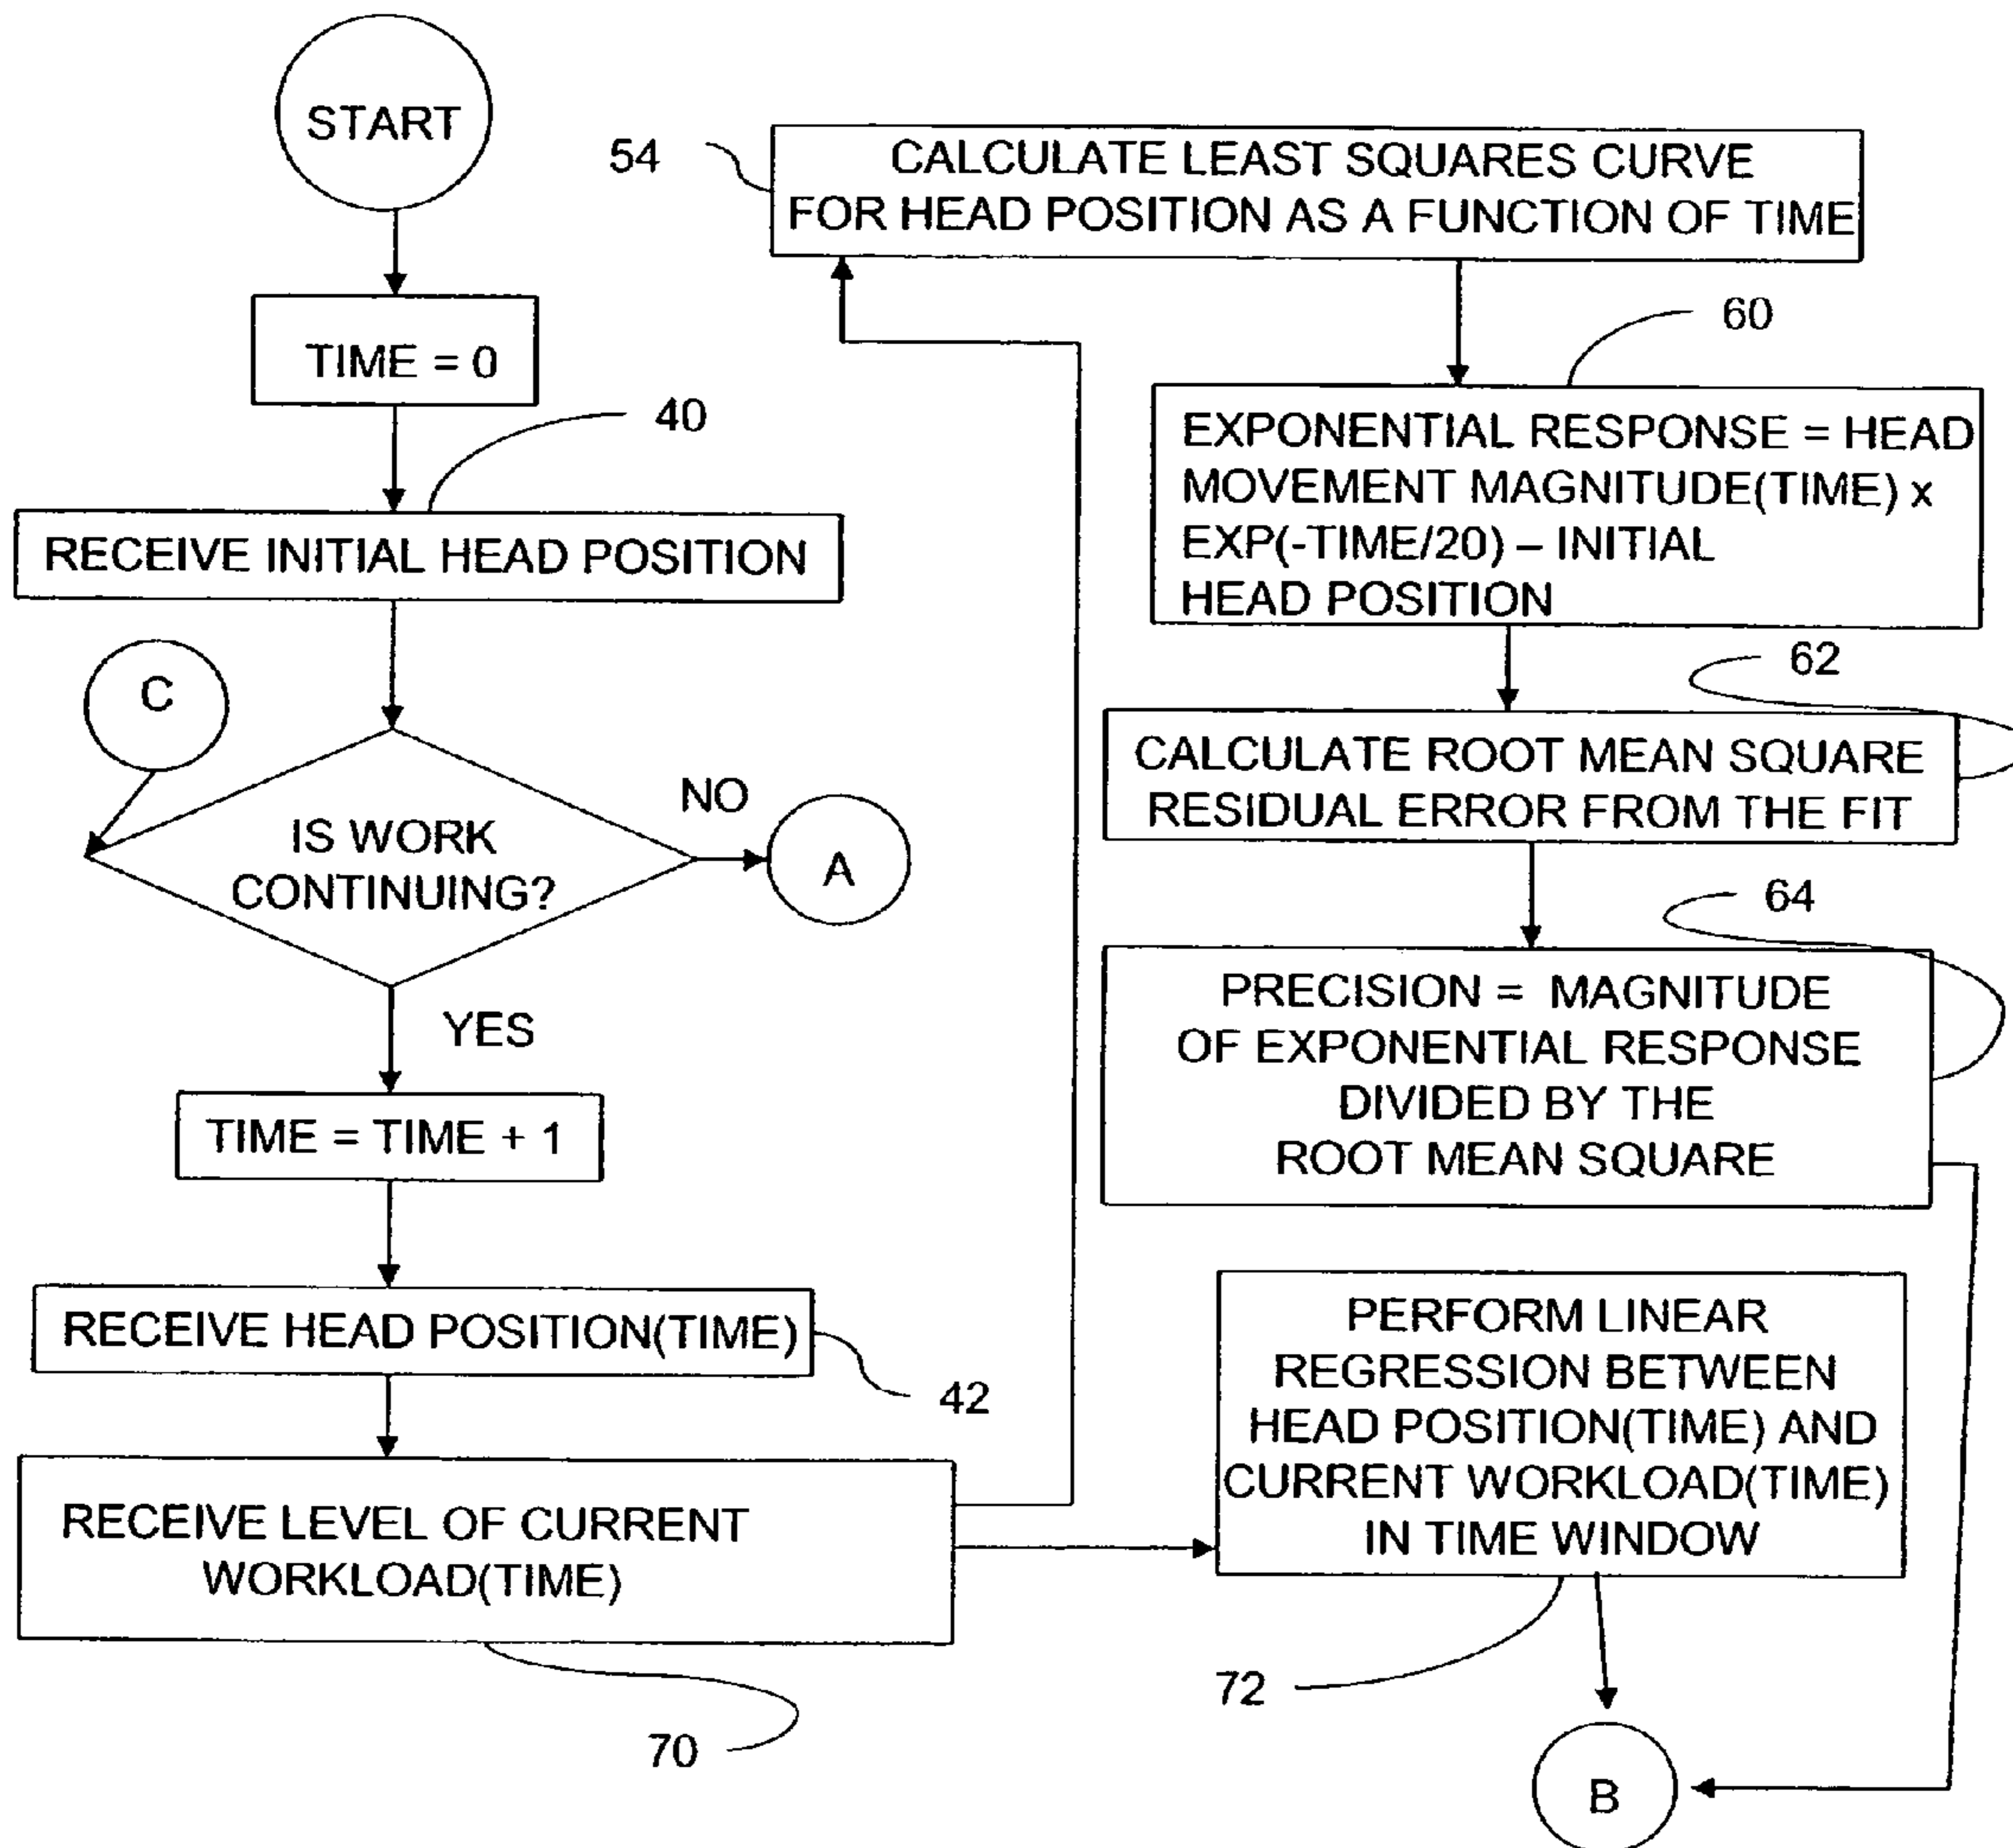 START
TIME = 0
40
RECEIVE INITIAL HEAD POSITION
C
IS WORK
CONTINUING?
NO
A
YES
TIME = TIME + 1
RECEIVE HEAD POSITION(TIME)
42
RECEIVE LEVEL OF CURRENT
WORKLOAD(TIME)
70
54
CALCULATE LEAST SQUARES CURVE
FOR HEAD POSITION AS A FUNCTION OF TIME
60
EXPONENTIAL RESPONSE = HEAD
MOVEMENT MAGNITUDE(TIME) x
EXP(-TIME/20) – INITIAL
HEAD POSITION
62
CALCULATE ROOT MEAN SQUARE
RESIDUAL ERROR FROM THE FIT
64
PRECISION = MAGNITUDE
OF EXPONENTIAL RESPONSE
DIVIDED BY THE
ROOT MEAN SQUARE
PERFORM LINEAR
REGRESSION BETWEEN
HEAD POSITION(TIME) AND
CURRENT WORKLOAD(TIME)
IN TIME WINDOW
72
B